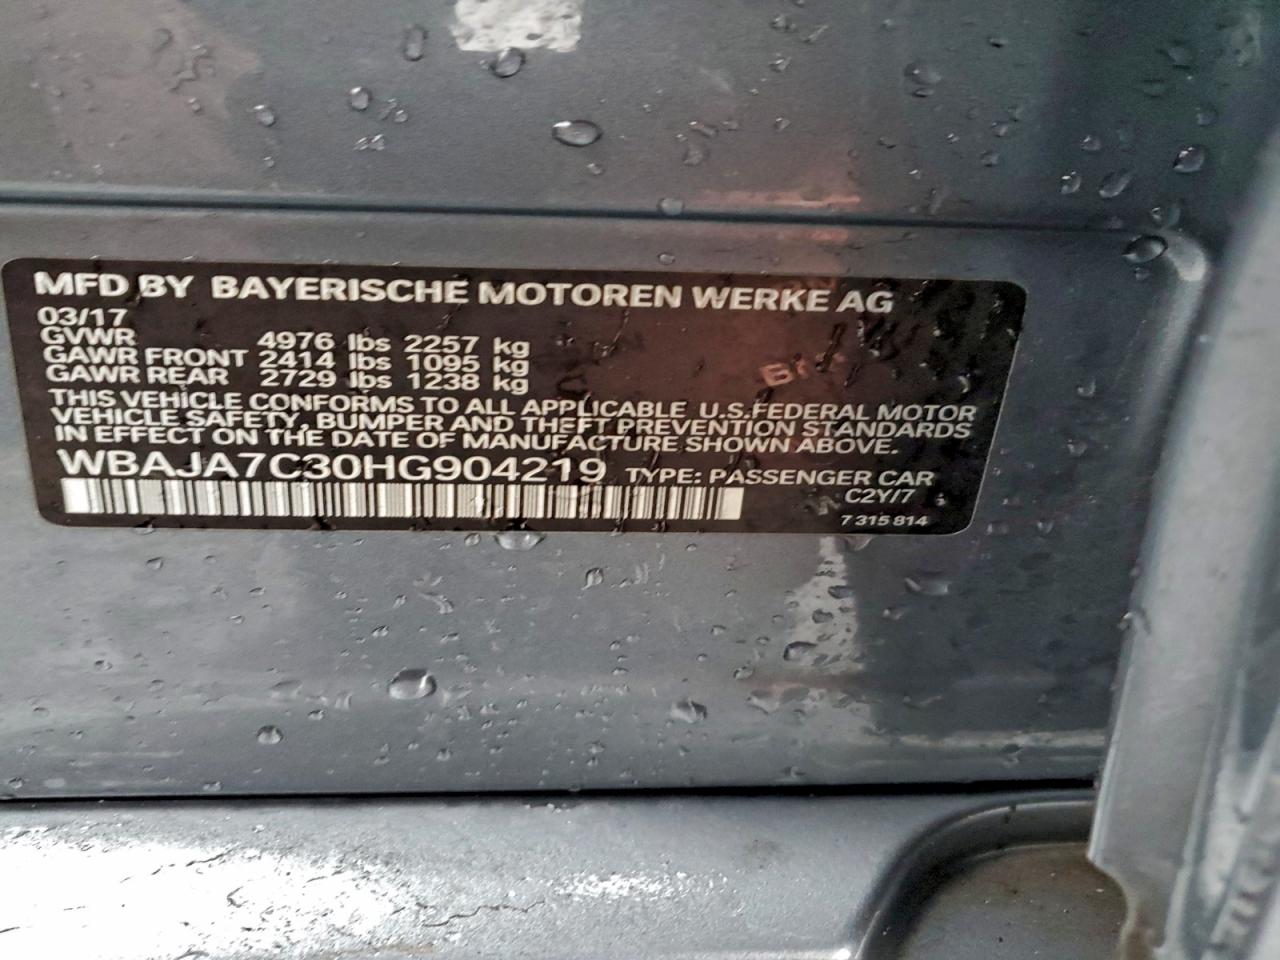 MFD BY BAYERISCHE MOTOREN WERKE AG
03/17
GVWR 4976 lbs 2257 kg
GAWR FRONT 2414 lbs 1095 kg
GAWR REAR 2729 lbs 1238 kg
THIS VEHICLE CONFORMS TO ALL APPLICABLE U.S.FEDERAL MOTOR
VEHICLE SAFETY, BUMPER AND THEFT PREVENTION STANDARDS
IN EFFECT ON THE DATE OF MANUFACTURE SHOWN ABOVE.
WBAJA7C30HG904219 TYPE: PASSENGER CAR
C2Y/7
7 315 814